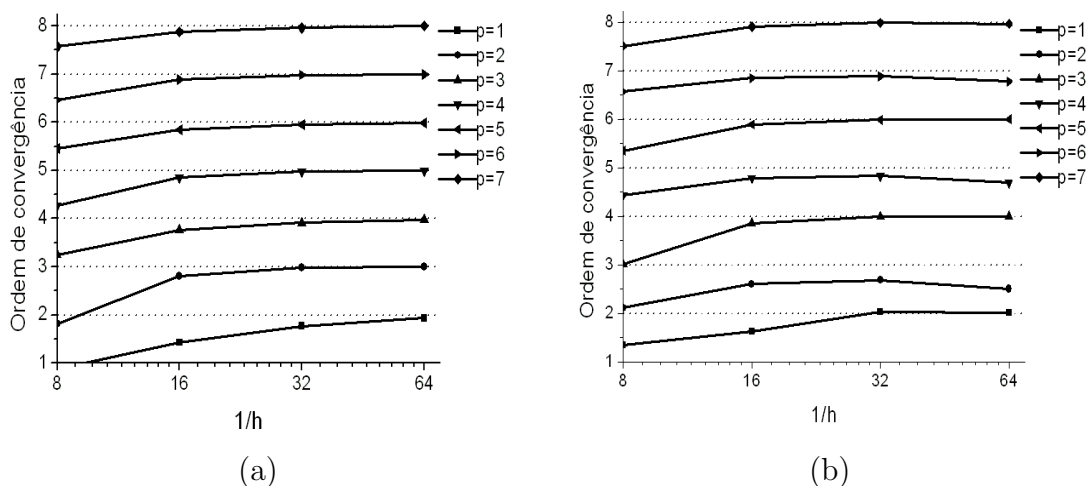 Ordem de convergência
8
7
6
5
4
3
2
1
8
16
32
64
1/h
p=1
p=2
p=3
p=4
p=5
p=6
p=7
(a)
Ordem de convergência
8
7
6
5
4
3
2
1
8
16
32
64
1/h
p=1
p=2
p=3
p=4
p=5
p=6
p=7
(b)